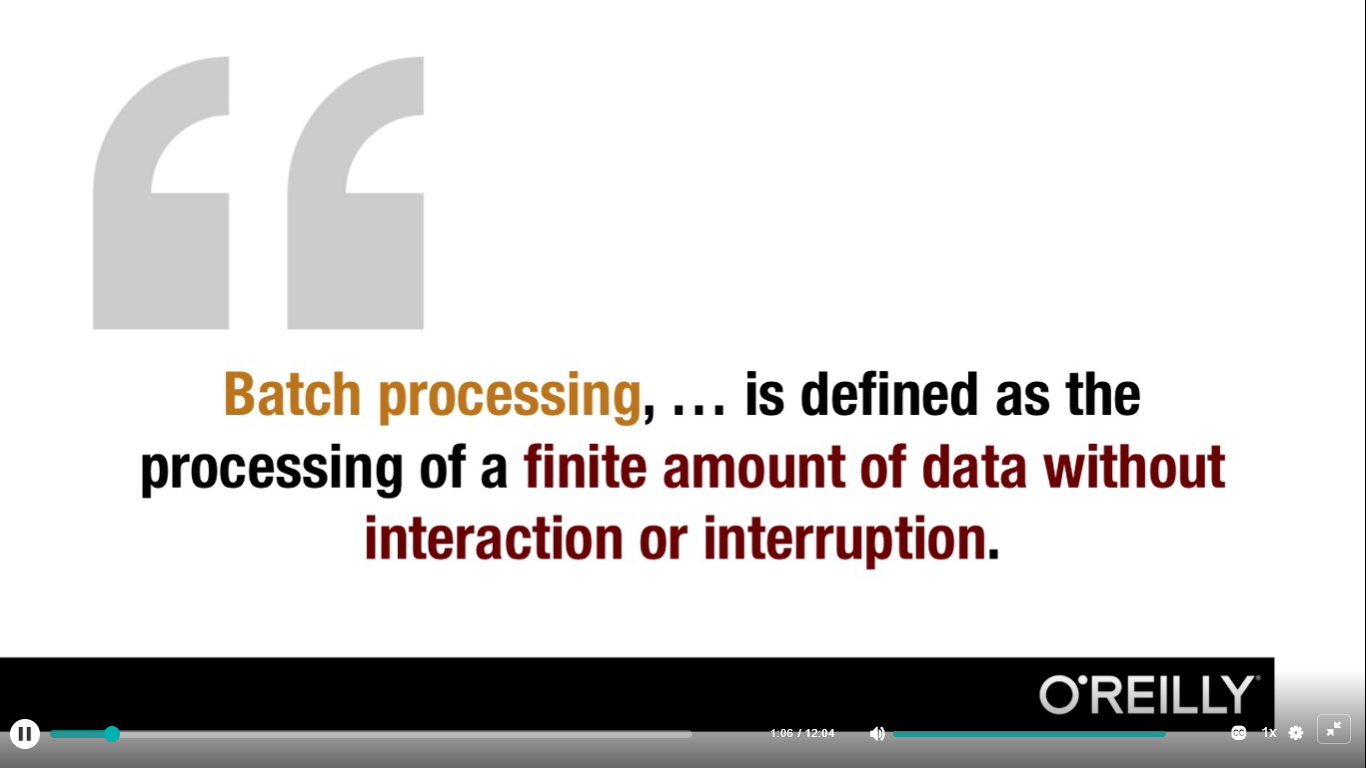 Batch processing, … is defined as the
processing of a finite amount of data without
interaction or interruption.
O'REILLY
1:06 / 12:04
CC
1x